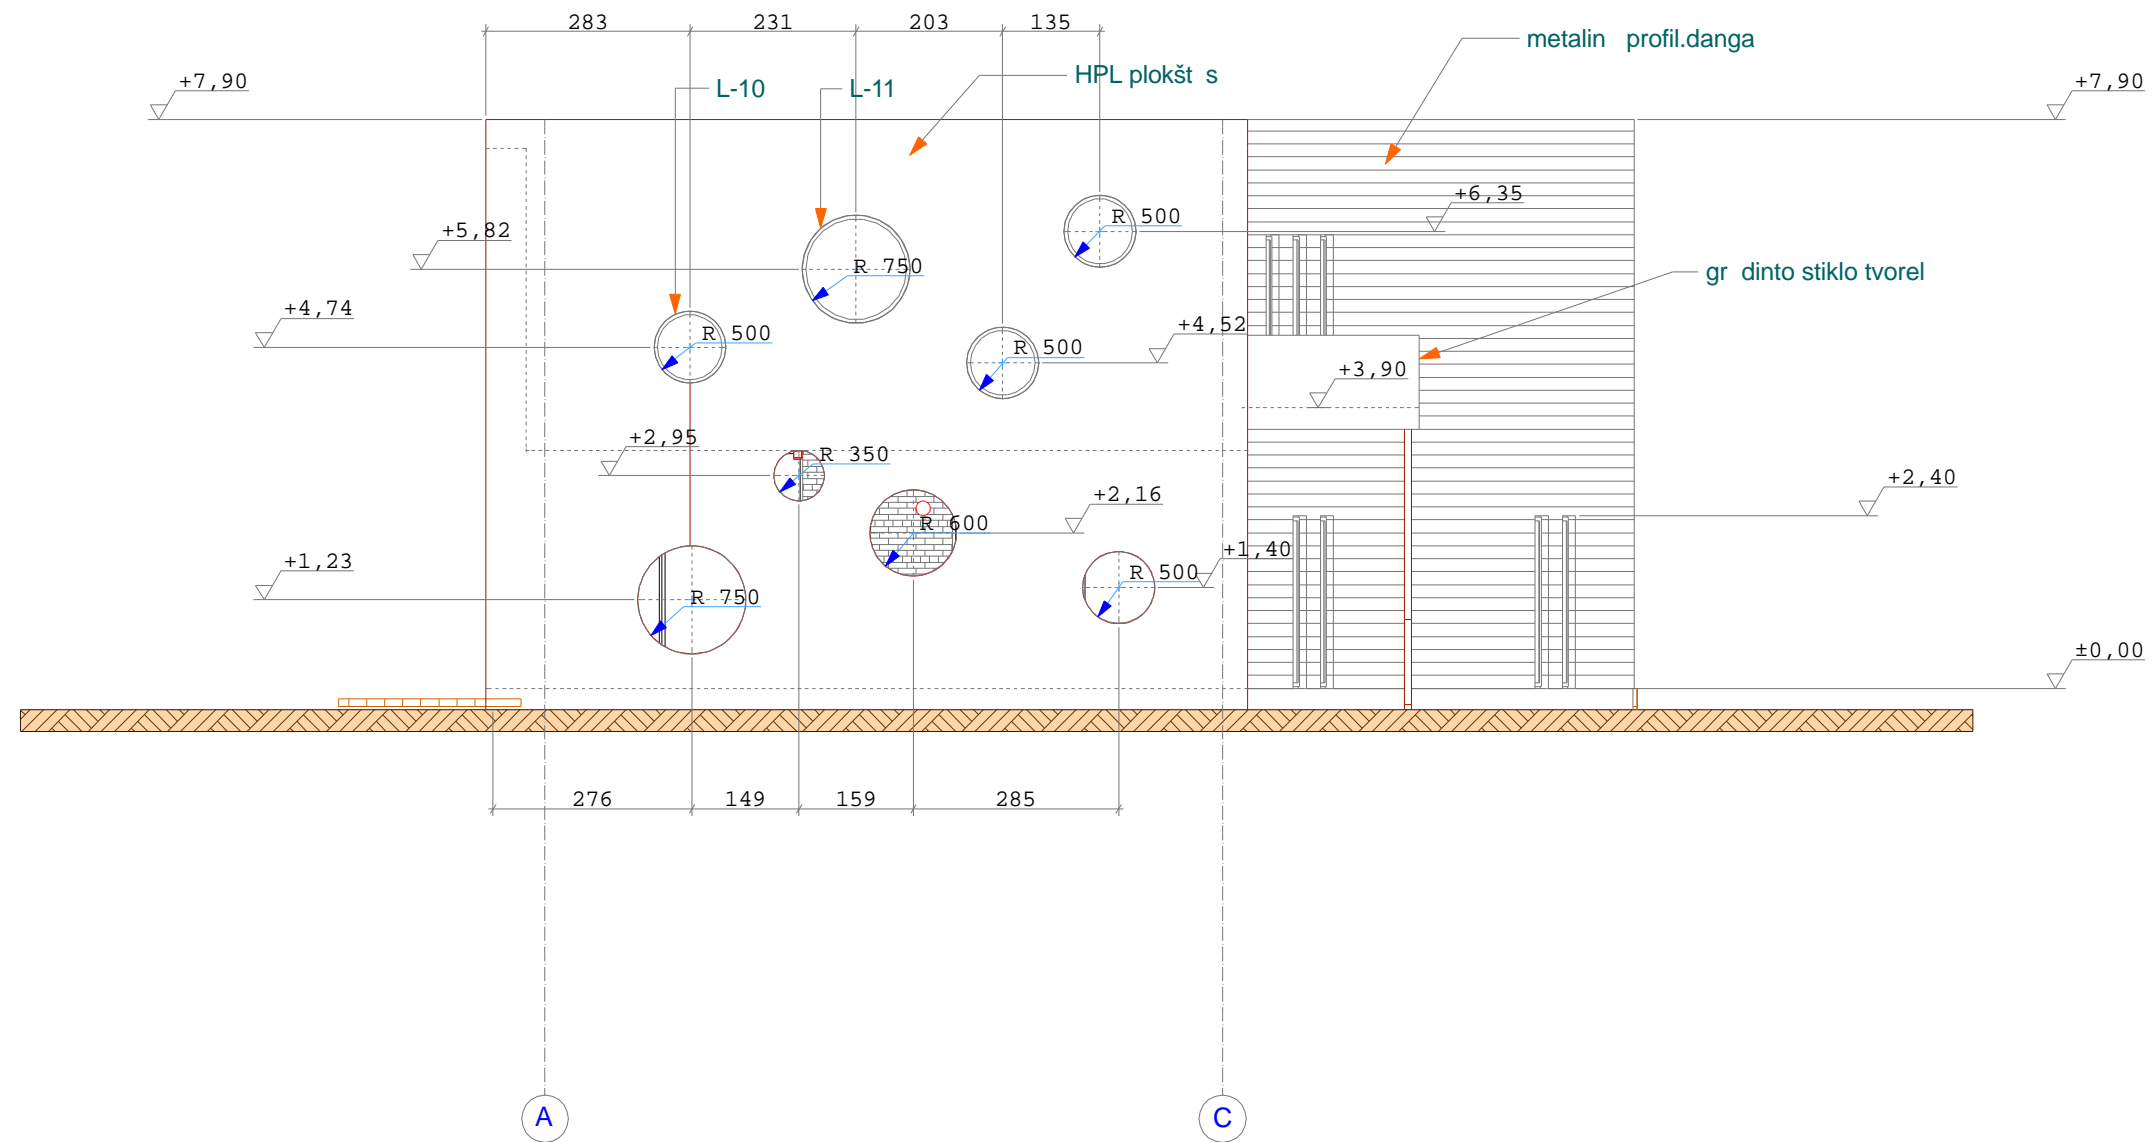 283 231 203 135
metalin profil.danga
HPL plokšt s
+7,90 L-10 L-11 +7,90
+6,35
R 500
+5,82
R 750
gr dinto stiklo tvorel
+4,74
+4,52
R 500 R 500
+3,90
+2,95
R 350
+2,40
+2,16
R 600
+1,40
+1,23
R 500
R 750
±0,00
276 149 159 285
A C